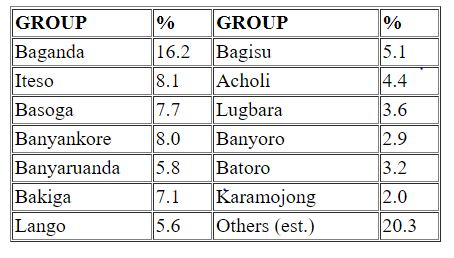 GROUP % GROUP %
Baganda 16.2 Bagisu 5.1
Iteso 8.1 Acholi 4.4
Basoga 7.7 Lugbara 3.6
Banyankore 8.0 Banyoro 2.9
Banyaruanda 5.8 Batoro 3.2
Bakiga 7.1 Karamojong 2.0
Lango 5.6 Others (est.) 20.3